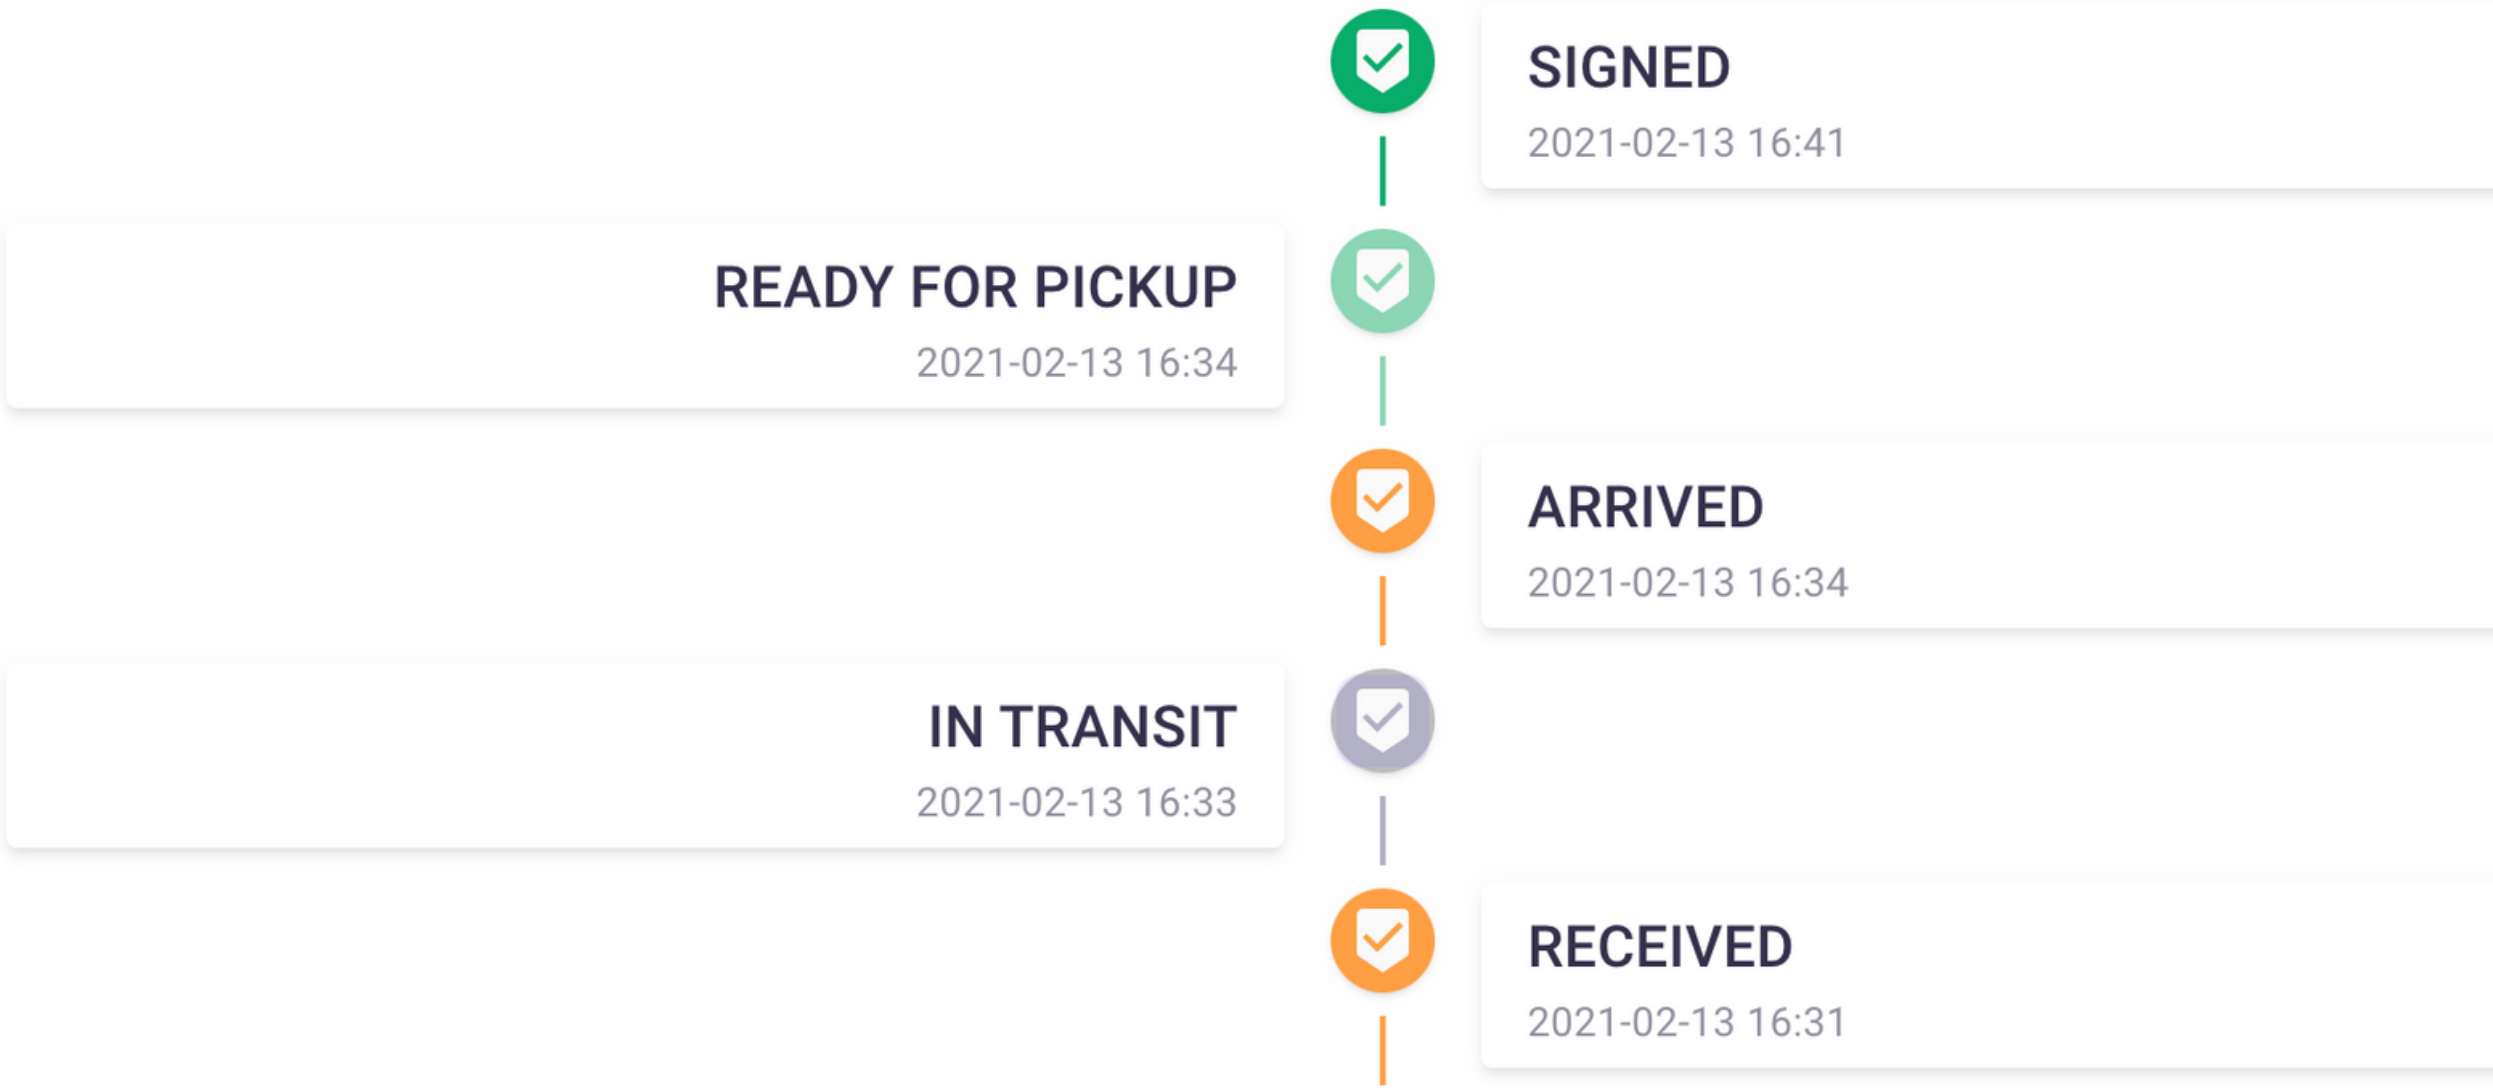 SIGNED
2021-02-13 16:41
READY FOR PICKUP
2021-02-13 16:34
ARRIVED
2021-02-13 16:34
IN TRANSIT
2021-02-13 16:33
RECEIVED
2021-02-13 16:31